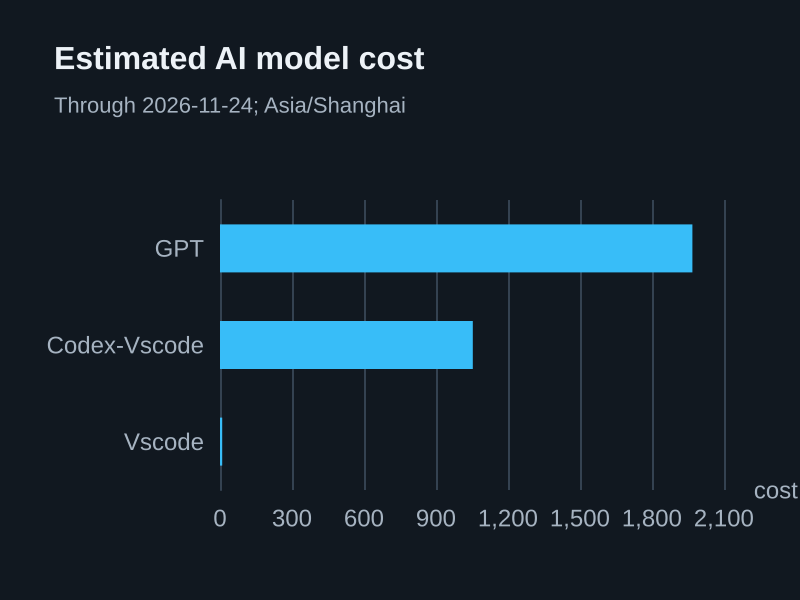 Estimated AI model cost
Through 2026-11-24; Asia/Shanghai
GPT
Codex-Vscode
Vscode
cost
0 300 600 900 1,200 1,500 1,800 2,100